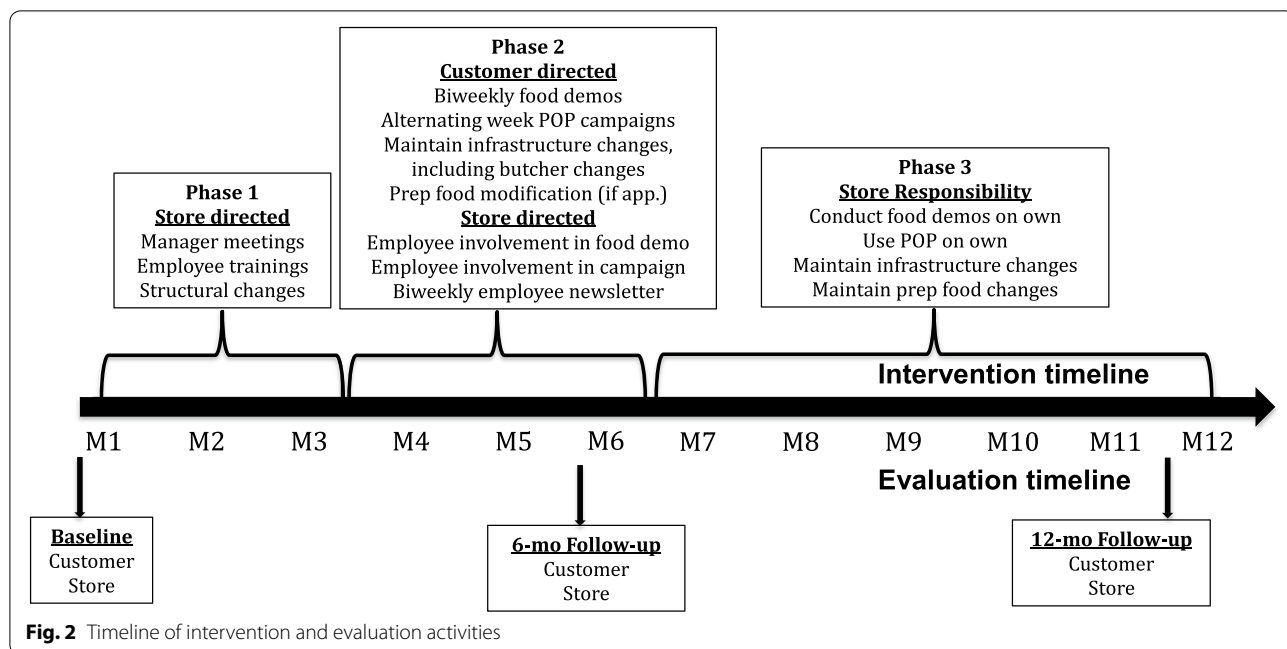 Phase 1
Store directed
Manager meetings
Employee trainings
Structural changes
Phase 2
Customer directed
Biweekly food demos
Alternating week POP campaigns
Maintain infrastructure changes,
including butcher changes
Prep food modification (if app.)
Store directed
Employee involvement in food demo
Employee involvement in campaign
Biweekly employee newsletter
Phase 3
Store Responsibility
Conduct food demos on own
Use POP on own
Maintain infrastructure changes
Maintain prep food changes
Intervention timeline
M1 M2 M3 M4 M5 M6 M7 M8 M9 M10 M11 M12
Evaluation timeline
Baseline
Customer
Store
6-mo Follow-up
Customer
Store
12-mo Follow-up
Customer
Store
Fig. 2 Timeline of intervention and evaluation activities